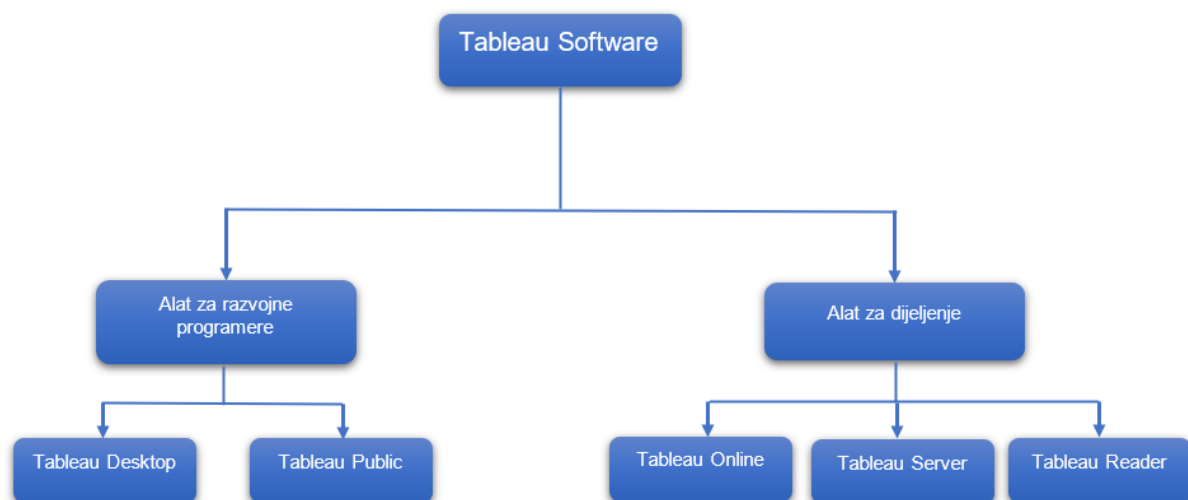 Tableau Software
Alat za razvojne
programere
Alat za dijeljenje
Tableau Desktop
Tableau Public
Tableau Online
Tableau Server
Tableau Reader